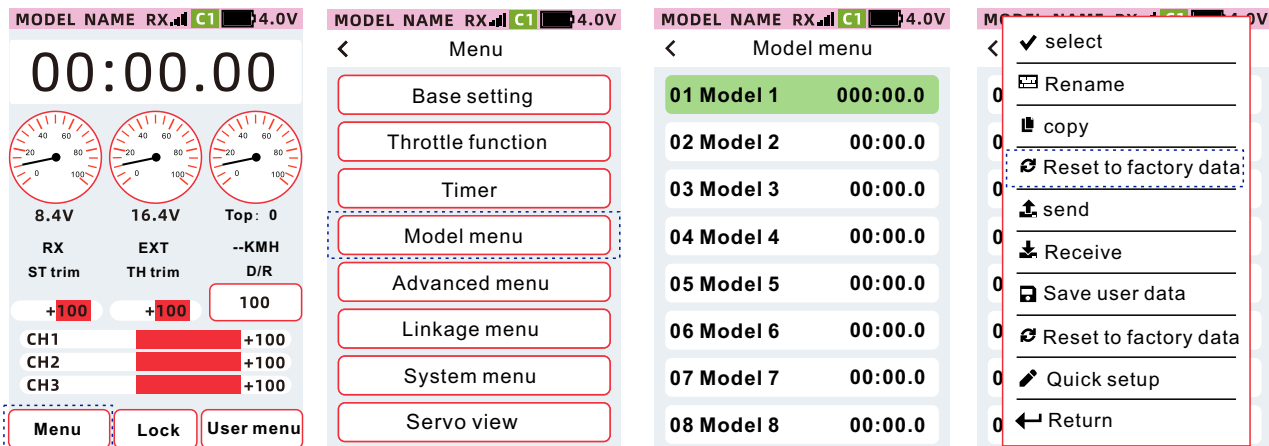 MODEL NAME RX C1 4.0V
00:00.00
0 20 40 60 80 100
0 20 40 60 80 100
0 20 40 60 80 100
8.4V 16.4V Top: 0
RX EXT --KMH
ST trim TH trim D/R
+100 +100 100
CH1 +100
CH2 +100
CH3 +100
Menu Lock User menu
MODEL NAME RX C1 4.0V
< Menu
Base setting
Throttle function
Timer
Model menu
Advanced menu
Linkage menu
System menu
Servo view
MODEL NAME RX C1 4.0V
< Model menu
01 Model 1 000:00.0
02 Model 2 00:00.0
03 Model 3 00:00.0
04 Model 4 00:00.0
05 Model 5 00:00.0
06 Model 6 00:00.0
07 Model 7 00:00.0
08 Model 8 00:00.0
select
Rename
copy
Reset to factory data
send
Receive
Save user data
Reset to factory data
Quick setup
Return